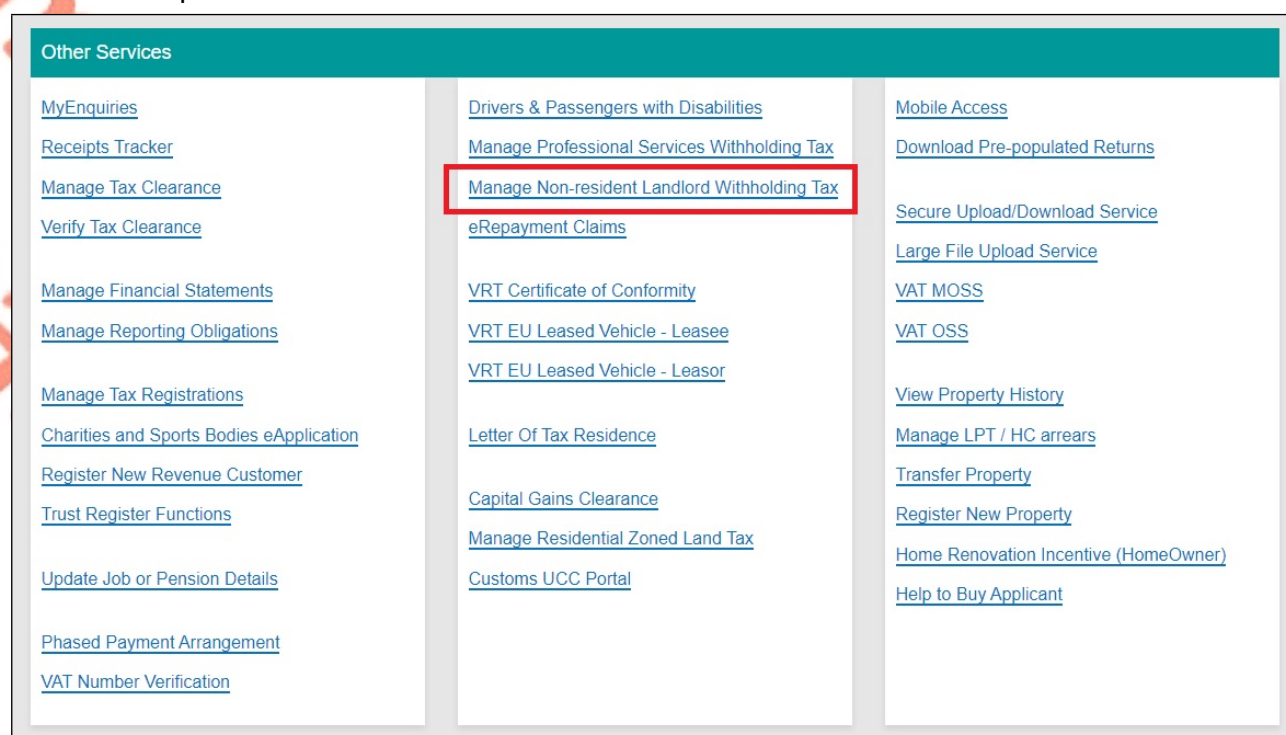 Other Services
MyEnquiries
Receipts Tracker
Manage Tax Clearance
Verify Tax Clearance
Manage Financial Statements
Manage Reporting Obligations
Manage Tax Registrations
Charities and Sports Bodies eApplication
Register New Revenue Customer
Trust Register Functions
Update Job or Pension Details
Phased Payment Arrangement
VAT Number Verification
Drivers & Passengers with Disabilities
Manage Professional Services Withholding Tax
Manage Non-resident Landlord Withholding Tax
eRepayment Claims
VRT Certificate of Conformity
VRT EU Leased Vehicle - Leasee
VRT EU Leased Vehicle - Leasor
Letter Of Tax Residence
Capital Gains Clearance
Manage Residential Zoned Land Tax
Customs UCC Portal
Mobile Access
Download Pre-populated Returns
Secure Upload/Download Service
Large File Upload Service
VAT MOSS
VAT OSS
View Property History
Manage LPT / HC arrears
Transfer Property
Register New Property
Home Renovation Incentive (HomeOwner)
Help to Buy Applicant